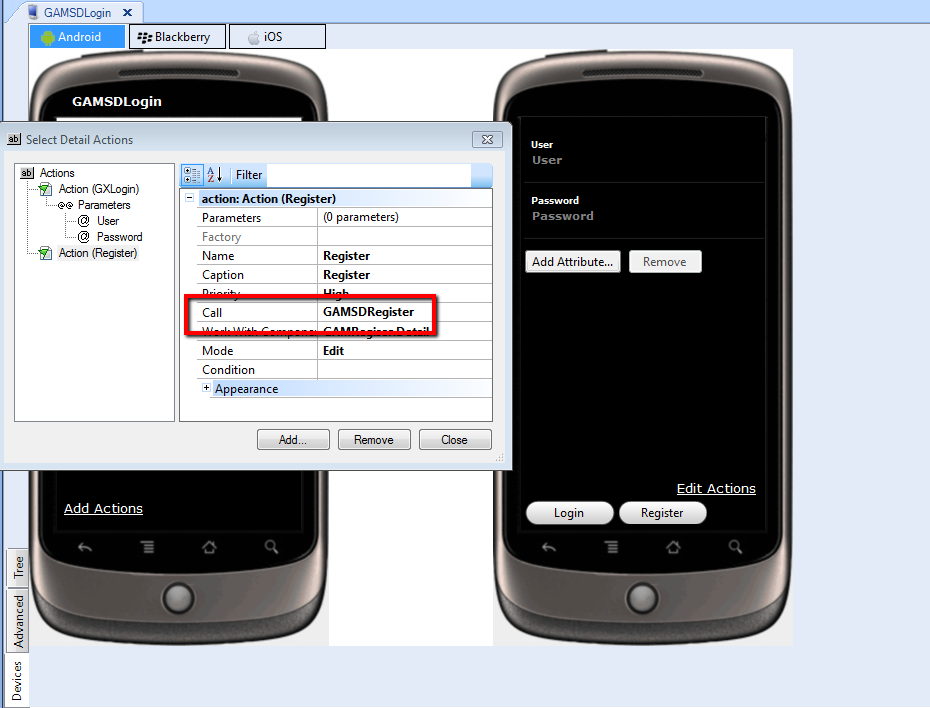 GAMSDLogin
Android
Blackberry
iOS
GAMSDLogin
Select Detail Actions
Actions
Action (GXLogin)
Parameters
User
Password
Action (Register)
Filter
action: Action (Register)
Parameters (0 parameters)
Factory
Name Register
Caption Register
Priority High
Call GAMSDRegister
Work With Compone
Mode Edit
Condition
Appearance
Add... Remove Close
Add Actions
User
User
Password
Password
Add Attribute... Remove
Edit Actions
Login Register
Tree
Advanced
Devices